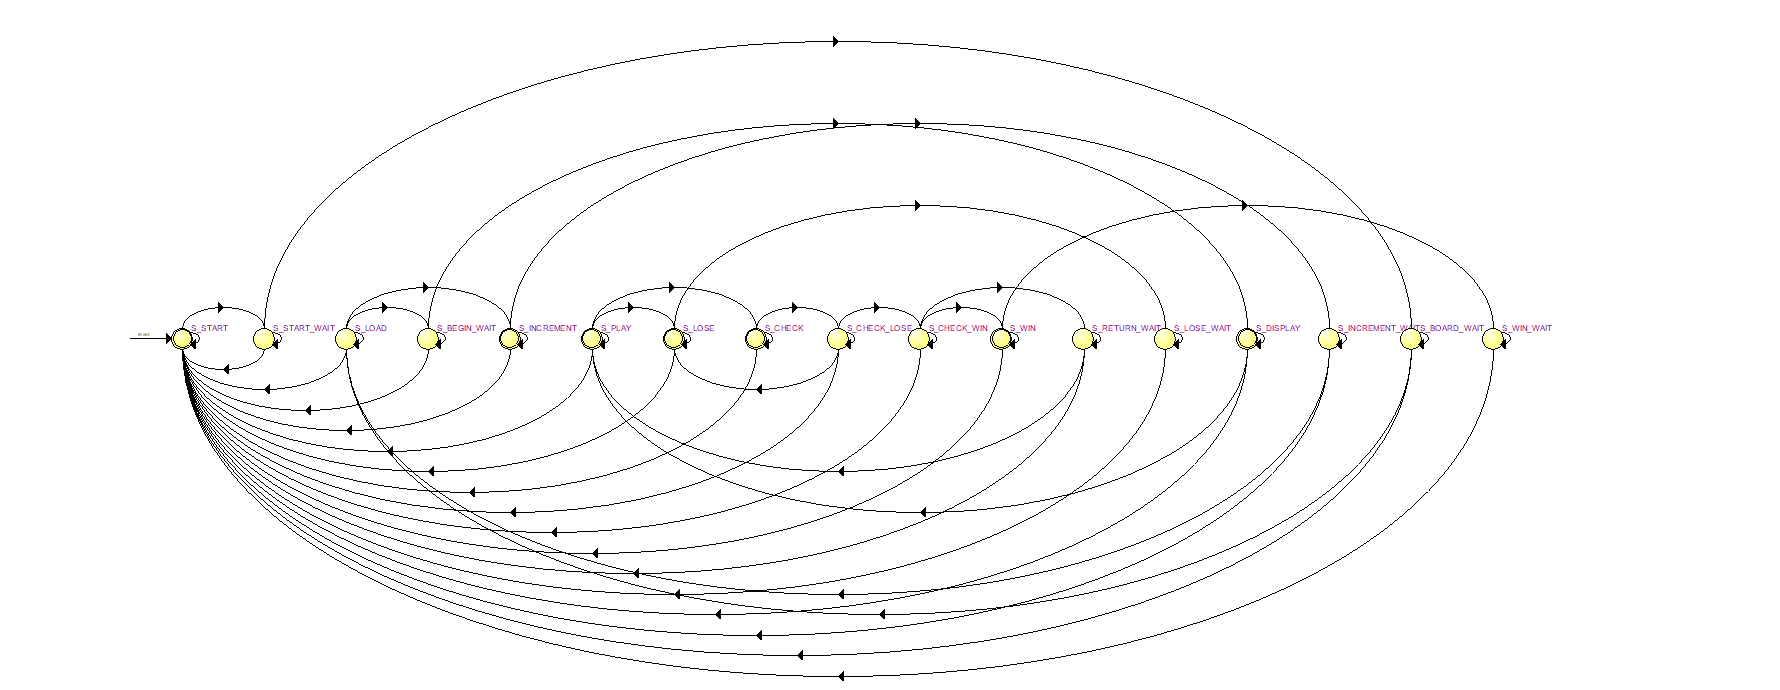 reset
S_START
S_START_WAIT
S_LOAD
S_BEGIN_WAIT
S_INCREMENT
S_PLAY
S_LOSE
S_CHECK
S_CHECK_LOSE
S_CHECK_WIN
S_WIN
S_RETURN_WAIT
S_LOSE_WAIT
S_DISPLAY
S_INCREMENT_WAIT
S_BOARD_WAIT
S_WIN_WAIT